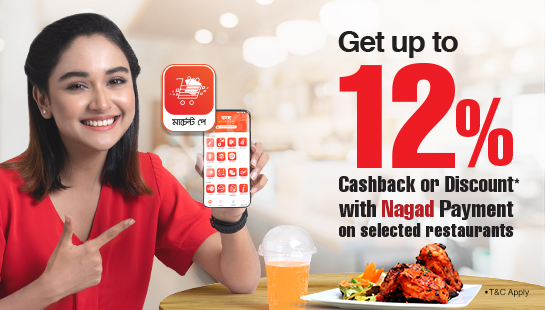 মার্চেন্ট পে
Get up to
12%
Cashback or Discount*
with Nagad Payment
on selected restaurants
*T&C Apply